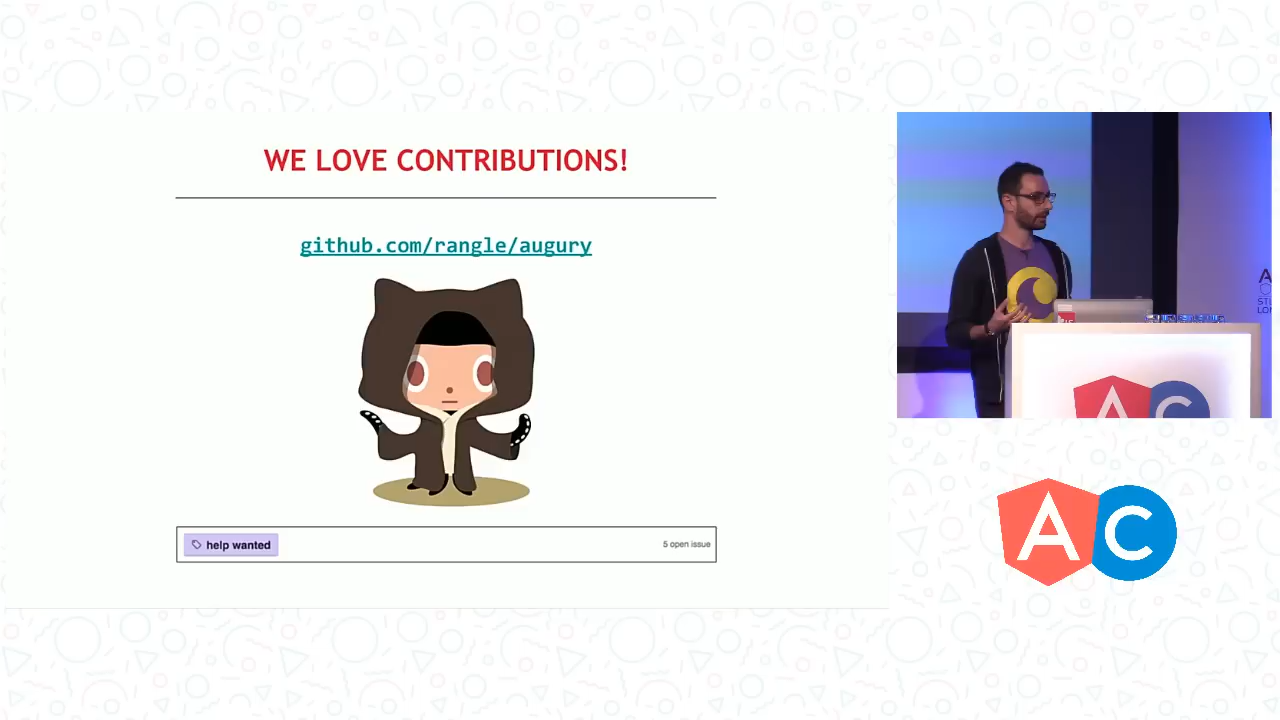 WE LOVE CONTRIBUTIONS!
github.com/rangle/augury
help wanted
5 open issue
A
C
A
C